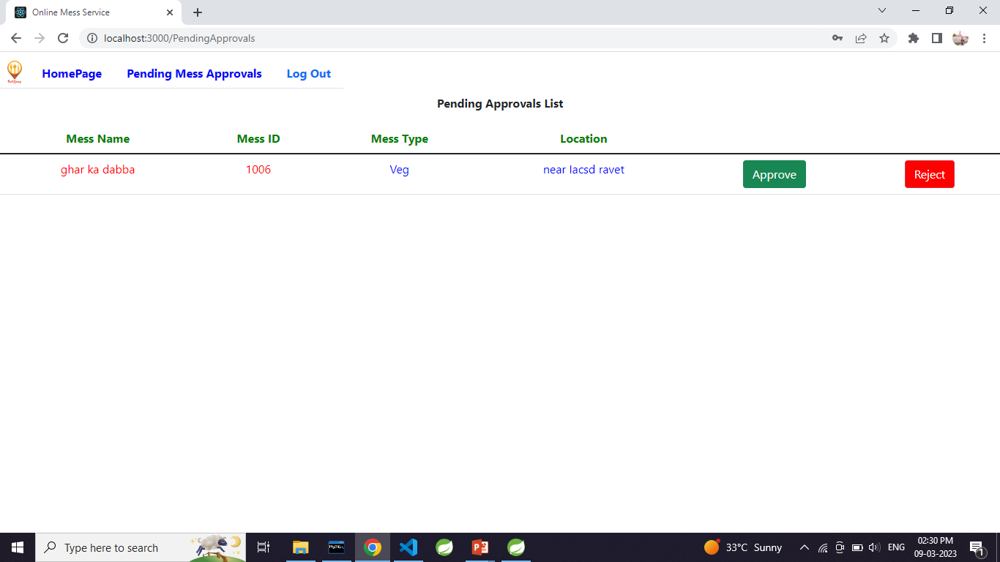 Online Mess Service
localhost:3000/PendingApprovals
HomePage Pending Mess Approvals Log Out
Pending Approvals List
Mess Name Mess ID Mess Type Location
ghar ka dabba 1006 Veg near lacsd ravet Approve Reject
Type here to search 33°C Sunny ENG 02:30 PM
09-03-2023 1